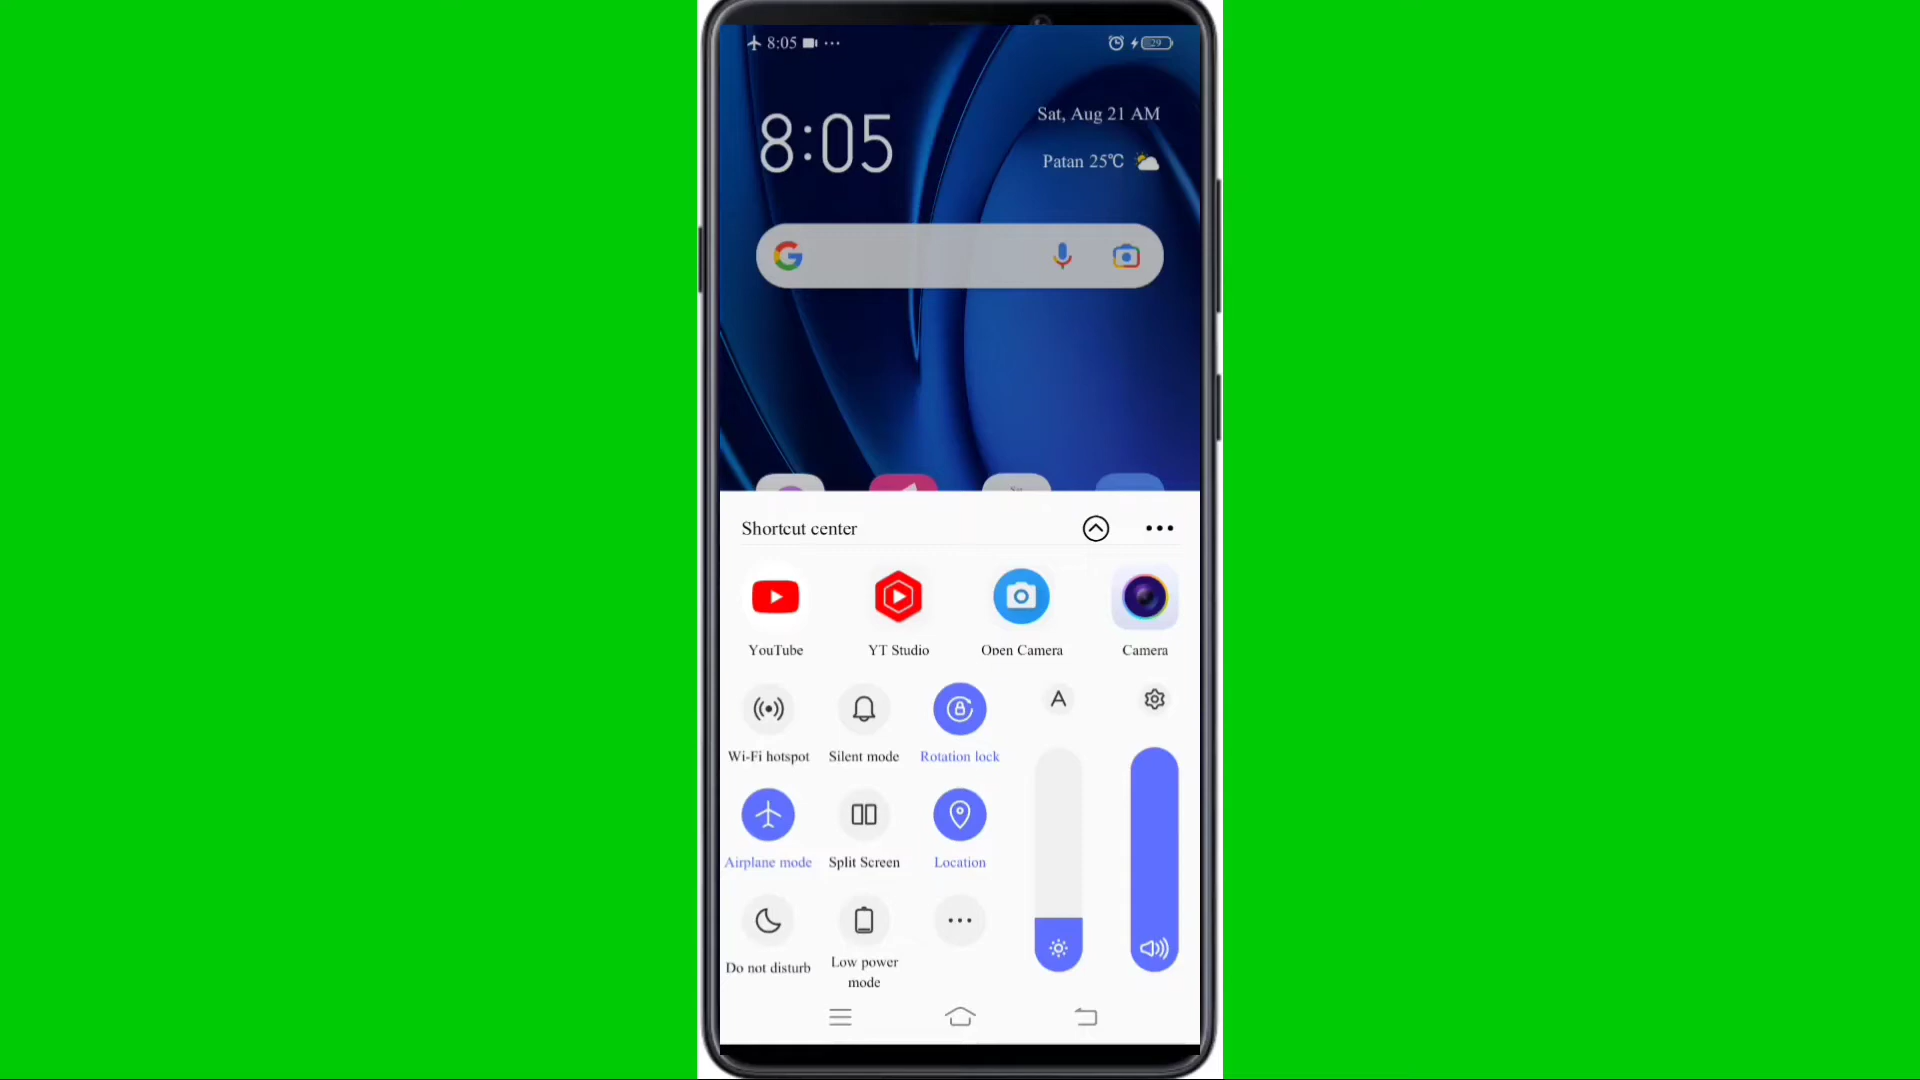 8:05
29
8:05
Sat, Aug 21 AM
Patan 25℃
Shortcut center
YouTube
YT Studio
Open Camera
Camera
Wi-Fi hotspot
Silent mode
Rotation lock
A
Airplane mode
Split Screen
Location
Do not disturb
Low power
mode